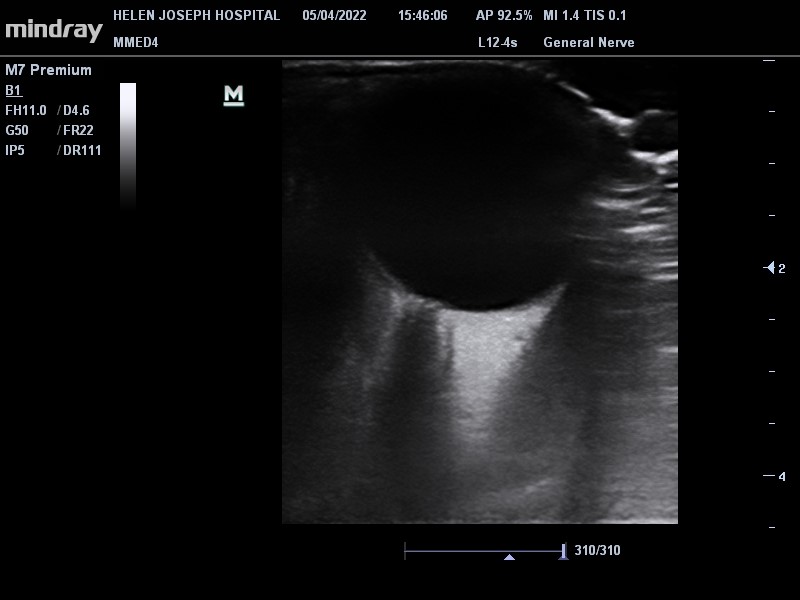 mindray
HELEN JOSEPH HOSPITAL 05/04/2022 15:46:06 AP 92.5% MI 1.4 TIS 0.1
MMED4 L12-4s General Nerve
M7 Premium
B1
FH11.0 / D4.6
G50 / FR22
IP5 / DR111
M
2
4
310/310